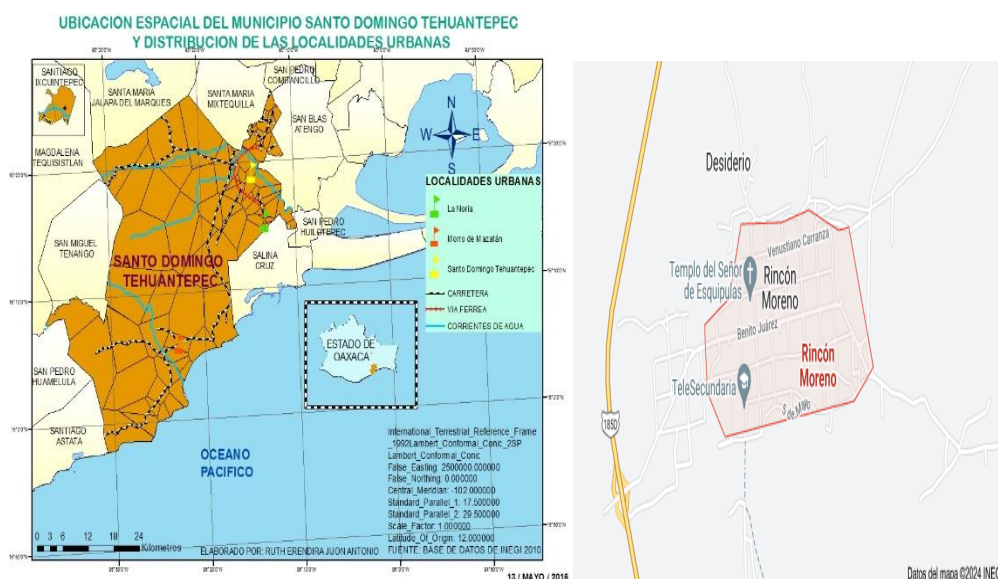 UBICACION ESPACIAL DEL MUNICIPIO SANTO DOMINGO TEHUANTEPEC
Y DISTRIBUCION DE LAS LOCALIDADES URBANAS
SANTIAGO
IXCUINTEPEC
SANTA MARIA
JALAPA DEL MARQUES
SANTA MARIA
MIXTEQUILLA
SAN PEDRO
COMITANCILLO
SAN BLAS
ATENGO
MAGDALENA
TEQUISISTLAN
N
W
E
S
LOCALIDADES URBANAS
La Noria
Morro de Mazatán
Santo Domingo Tehuantepec
CARRETERA
VIA FERREA
CORRIENTES DE AGUA
SAN PEDRO
HUILOTEPEC
SAN MIGUEL
TENANGO
SANTO DOMINGO
TEHUANTEPEC
SALINA
CRUZ
ESTADO DE
OAXACA
SAN PEDRO
HUAMELULA
SANTIAGO
ASTATA
OCEANO
PACIFICO
International_Terrestrial_Reference_Frame
_1992Lambert_Conformal_Conic_2SP
Lambert_Conformal_Conic
False_Easting: 2500000.000000
False_Northing: 0.000000
Central_Meridian: -102.000000
Standard_Parallel_1: 17.500000
Standard_Parallel_2: 29.500000
Scale_Factor: 1.000000
Latitude_Of_Origin: 12.000000
0 3 6 12 18 24
Kilometros
ELABORADO POR: RUTH ERENDIRA JUON ANTONIO
FUENTE: BASE DE DATOS DE INEGI 2010
13 / MAYO / 2016
Desiderio
Venustiano Carranza
Templo del Señor
de Esquipulas
Rincón
Moreno
Benito Juárez
Rincón
Moreno
TeleSecundaria
5 de Mayo
185D
Datos del mapa ©2024 INEG